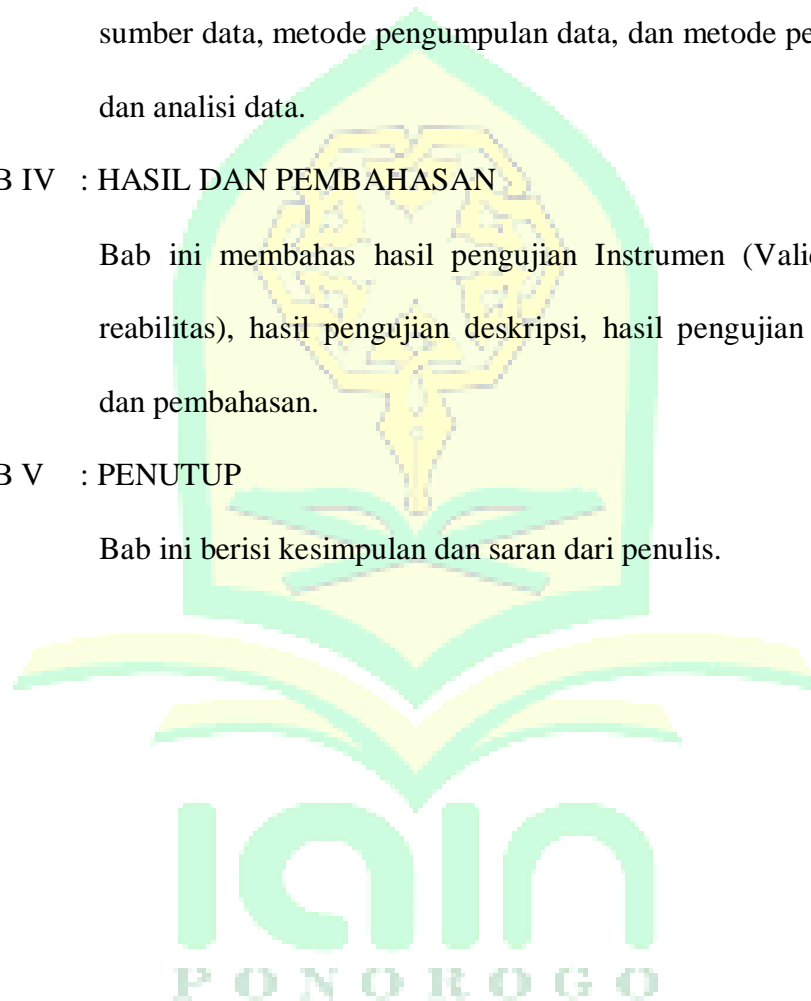 sumber data, metode pengumpulan data, dan metode pe
dan analisi data.
B IV : HASIL DAN PEMBAHASAN
Bab ini membahas hasil pengujian Instrumen (Valid
reabilitas), hasil pengujian deskripsi, hasil pengujian
dan pembahasan.
B V : PENUTUP
Bab ini berisi kesimpulan dan saran dari penulis.
iain
PONOROGO